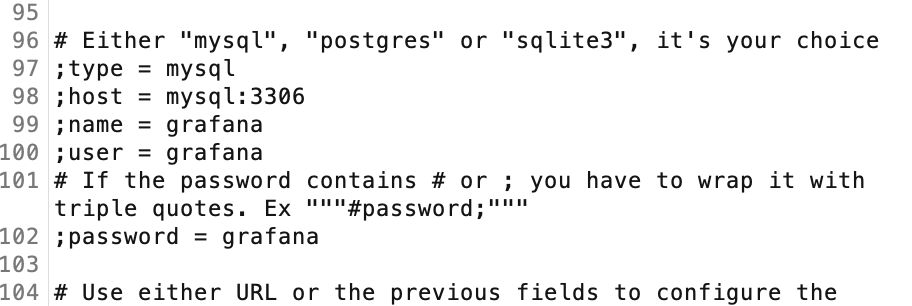 95
96 # Either "mysql", "postgres" or "sqlite3", it's your choice
97 ;type = mysql
98 ;host = mysql:3306
99 ;name = grafana
100 ;user = grafana
101 # If the password contains # or ; you have to wrap it with
triple quotes. Ex """#password;"""
102 ;password = grafana
103
104 # Use either URL or the previous fields to configure the